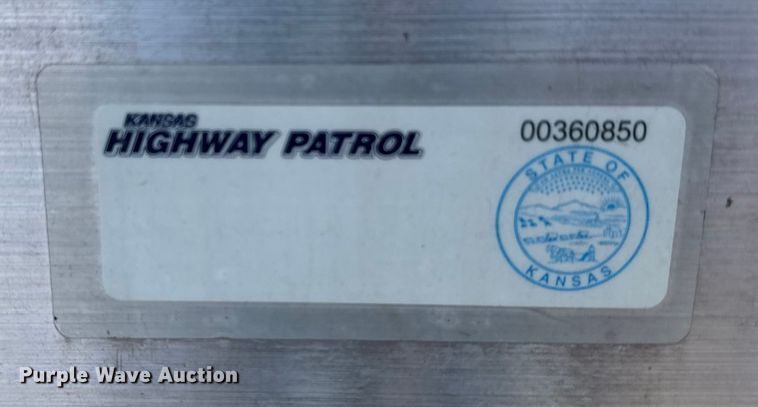 KANSAS
HIGHWAY PATROL
00360850
STATE OF
KANSAS
Purple Wave Auction